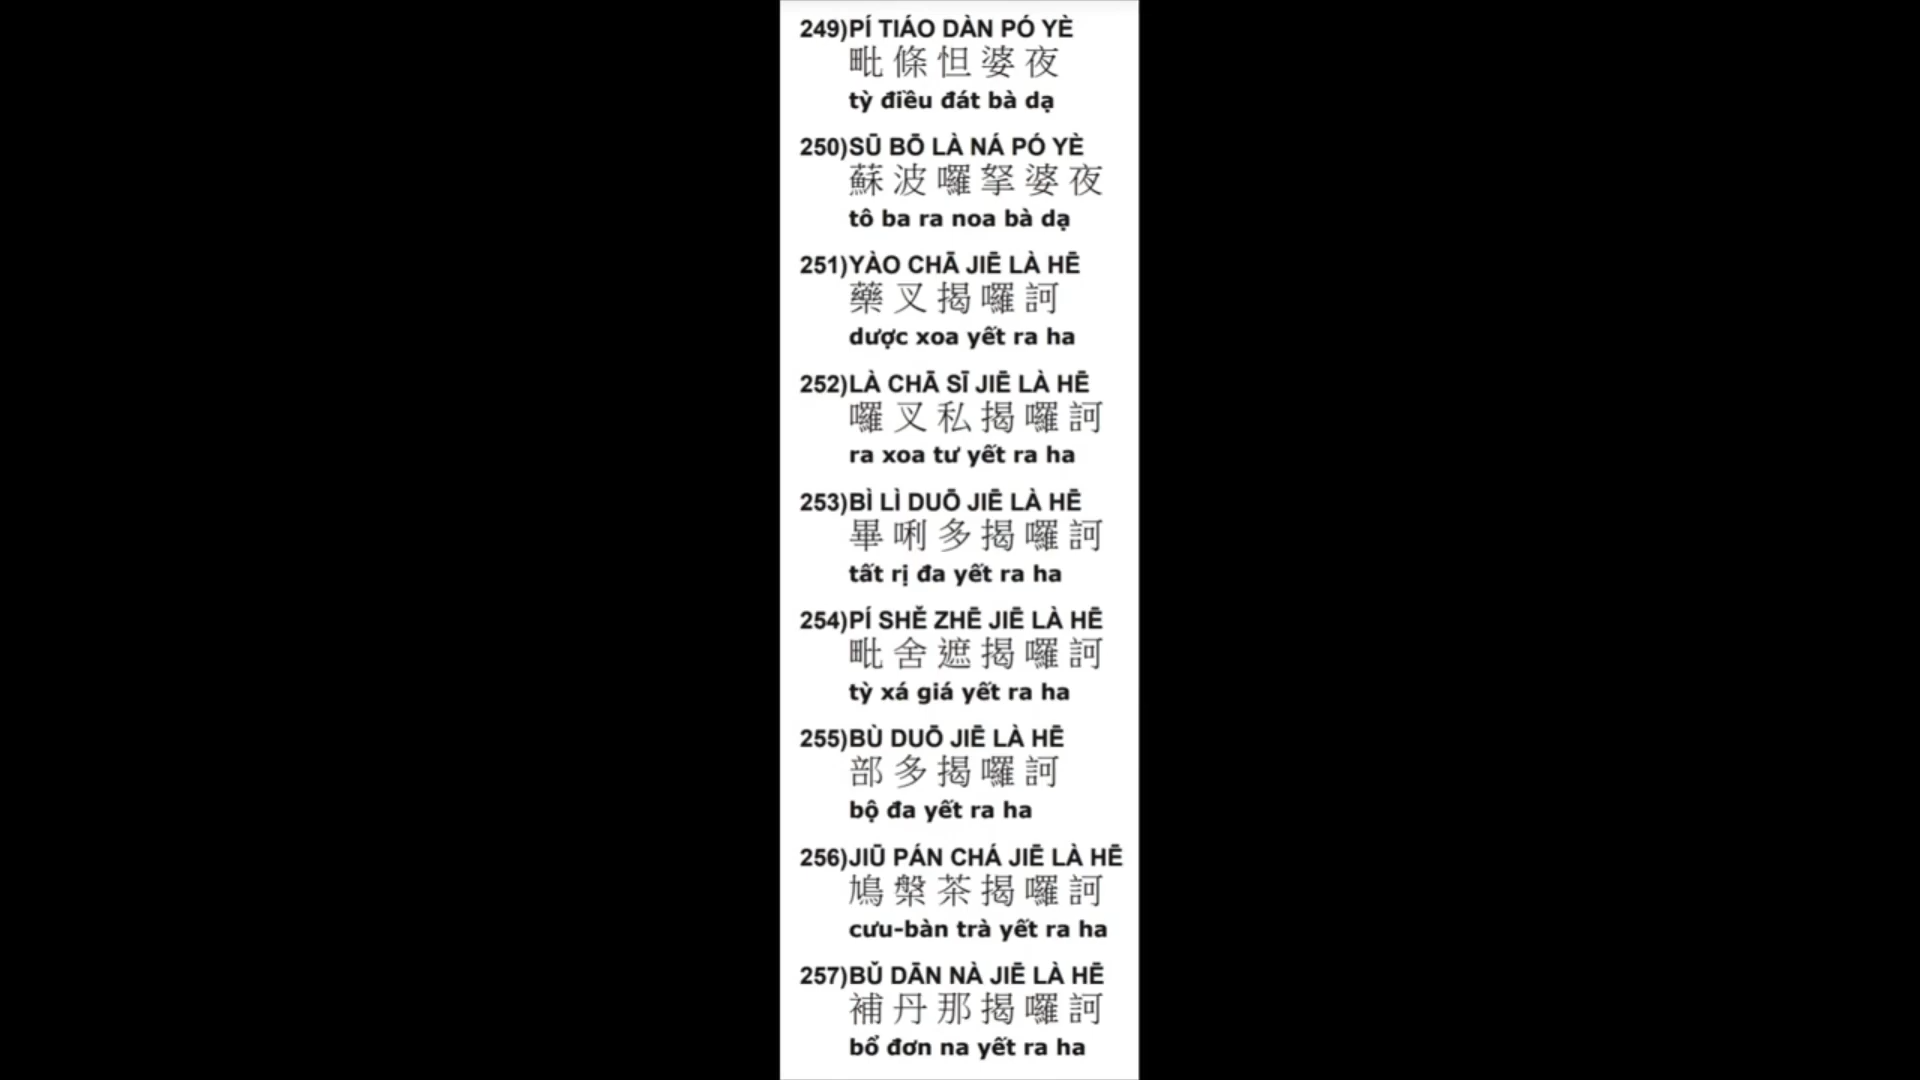 249)PÍ TIÁO DÀN PÓ YÈ
毗條怛婆夜
tỳ điều đát bà dạ
250)SŪ BŌ LÀ NÁ PÓ YÈ
蘇波囉拏婆夜
tô ba ra noa bà dạ
251)YÀO CHĀ JIĒ LÀ HĒ
藥叉揭囉訶
dược xoa yết ra ha
252)LÀ CHĀ SĪ JIĒ LÀ HĒ
囉叉私揭囉訶
ra xoa tư yết ra ha
253)BÌ LÌ DUŌ JIĒ LÀ HĒ
畢唎多揭囉訶
tất rị đa yết ra ha
254)PÍ SHĚ ZHĒ JIĒ LÀ HĒ
毗舍遮揭囉訶
tỳ xá giá yết ra ha
255)BÙ DUŌ JIĒ LÀ HĒ
部多揭囉訶
bộ đa yết ra ha
256)JIŪ PÁN CHÁ JIĒ LÀ HĒ
鳩槃茶揭囉訶
cưu-bàn trà yết ra ha
257)BǓ DĀN NÀ JIĒ LÀ HĒ
補丹那揭囉訶
bổ đơn na yết ra ha